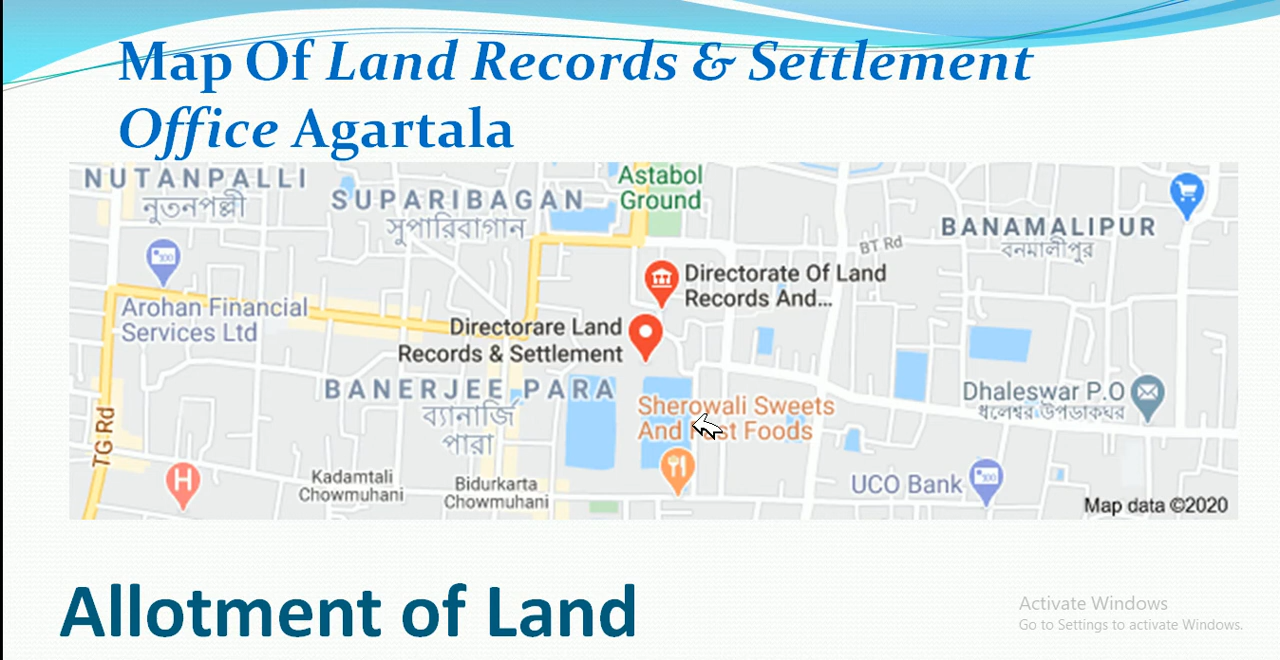 Map Of Land Records & Settlement
Office Agartala
NUTANPALLI
নুতনপল্লী
SUPARIBAGAN
সুপারিবাগান
Astabol
Ground
BANAMALIPUR
বনমালীপুর
BT Rd
Directorate Of Land
Records And...
Arohan Financial
Services Ltd
Directorare Land
Records & Settlement
BANERJEE PARA
ব্যানার্জি
পারা
Sherowali Sweets
And Fast Foods
Dhaleswar P.O
ধলেশ্বর উপডাকঘর
TG Rd
Kadamtali
Chowmuhani
Bidurkarta
Chowmuhani
UCO Bank
Map data ©2020
Allotment of Land
Activate Windows
Go to Settings to activate Windows.